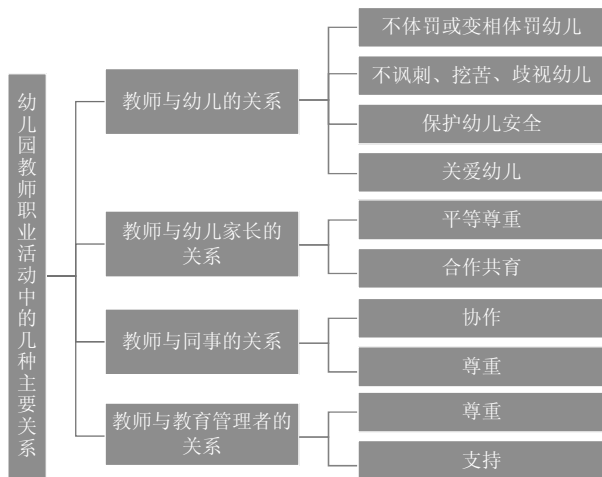 幼儿园教师职业活动中的几种主要关系
教师与幼儿的关系
不体罚或变相体罚幼儿
不讽刺、挖苦、歧视幼儿
保护幼儿安全
关爱幼儿
教师与幼儿家长的
关系
平等尊重
合作共育
教师与同事的关系
协作
尊重
教师与教育管理者的
关系
尊重
支持